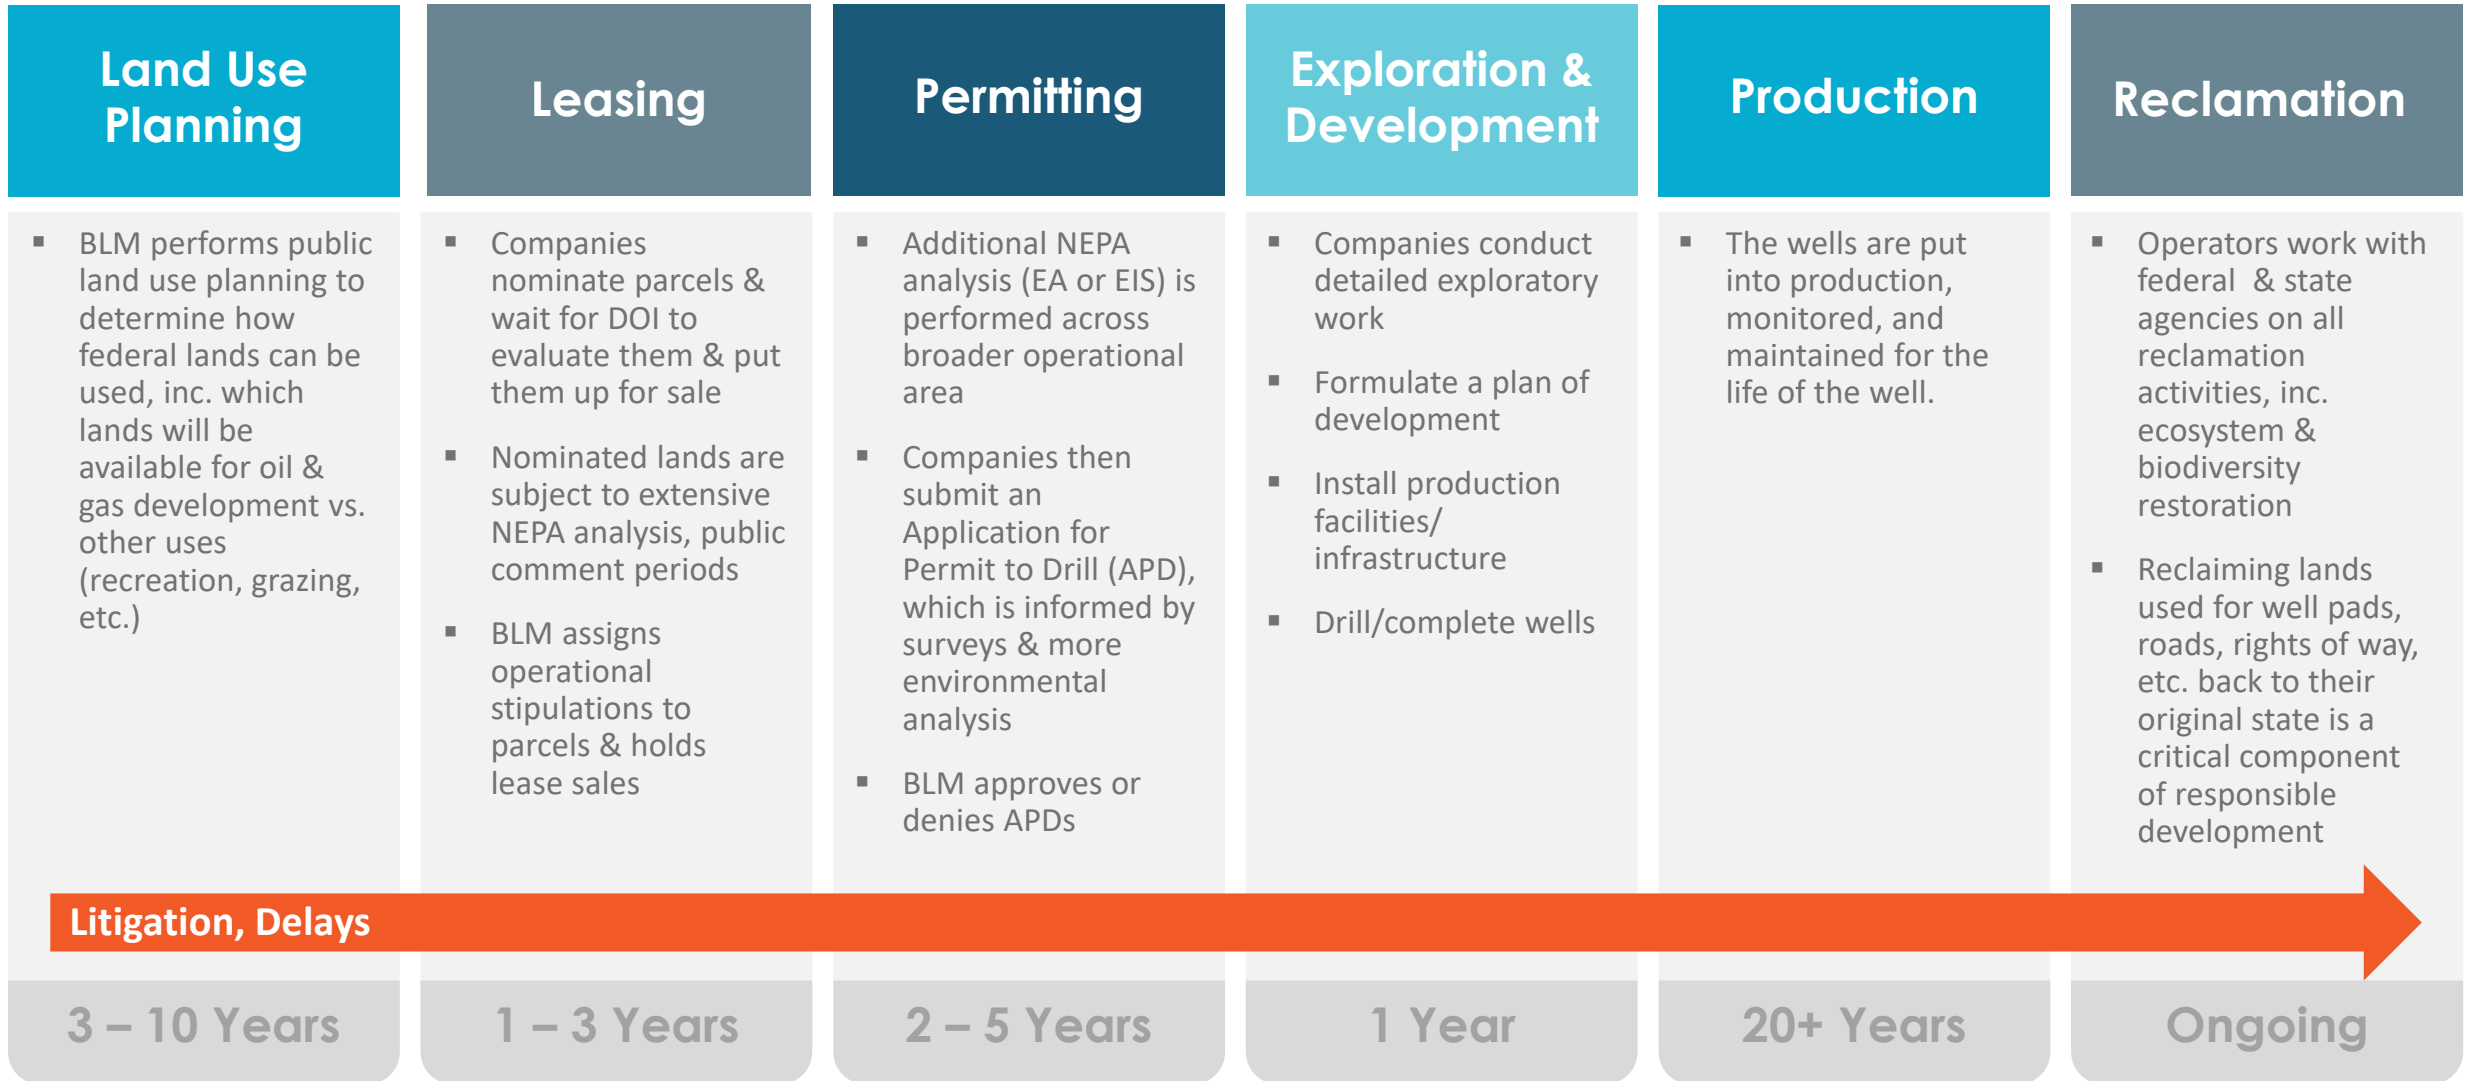 Land Use
Planning
▪ BLM performs public
land use planning to
determine how
federal lands can be
used, inc. which
lands will be
available for oil &
gas development vs.
other uses
(recreation, grazing,
etc.)
3 – 10 Years
Leasing
▪ Companies
nominate parcels &
wait for DOI to
evaluate them & put
them up for sale
▪ Nominated lands are
subject to extensive
NEPA analysis, public
comment periods
▪ BLM assigns
operational
stipulations to
parcels & holds
lease sales
1 – 3 Years
Permitting
▪ Additional NEPA
analysis (EA or EIS) is
performed across
broader operational
area
▪ Companies then
submit an
Application for
Permit to Drill (APD),
which is informed by
surveys & more
environmental
analysis
▪ BLM approves or
denies APDs
2 – 5 Years
Exploration &
Development
▪ Companies conduct
detailed exploratory
work
▪ Formulate a plan of
development
▪ Install production
facilities/
infrastructure
▪ Drill/complete wells
1 Year
Production
▪ The wells are put
into production,
monitored, and
maintained for the
life of the well.
20+ Years
Reclamation
▪ Operators work with
federal & state
agencies on all
reclamation
activities, inc.
ecosystem &
biodiversity
restoration
▪ Reclaiming lands
used for well pads,
roads, rights of way,
etc. back to their
original state is a
critical component
of responsible
development
Ongoing
Litigation, Delays